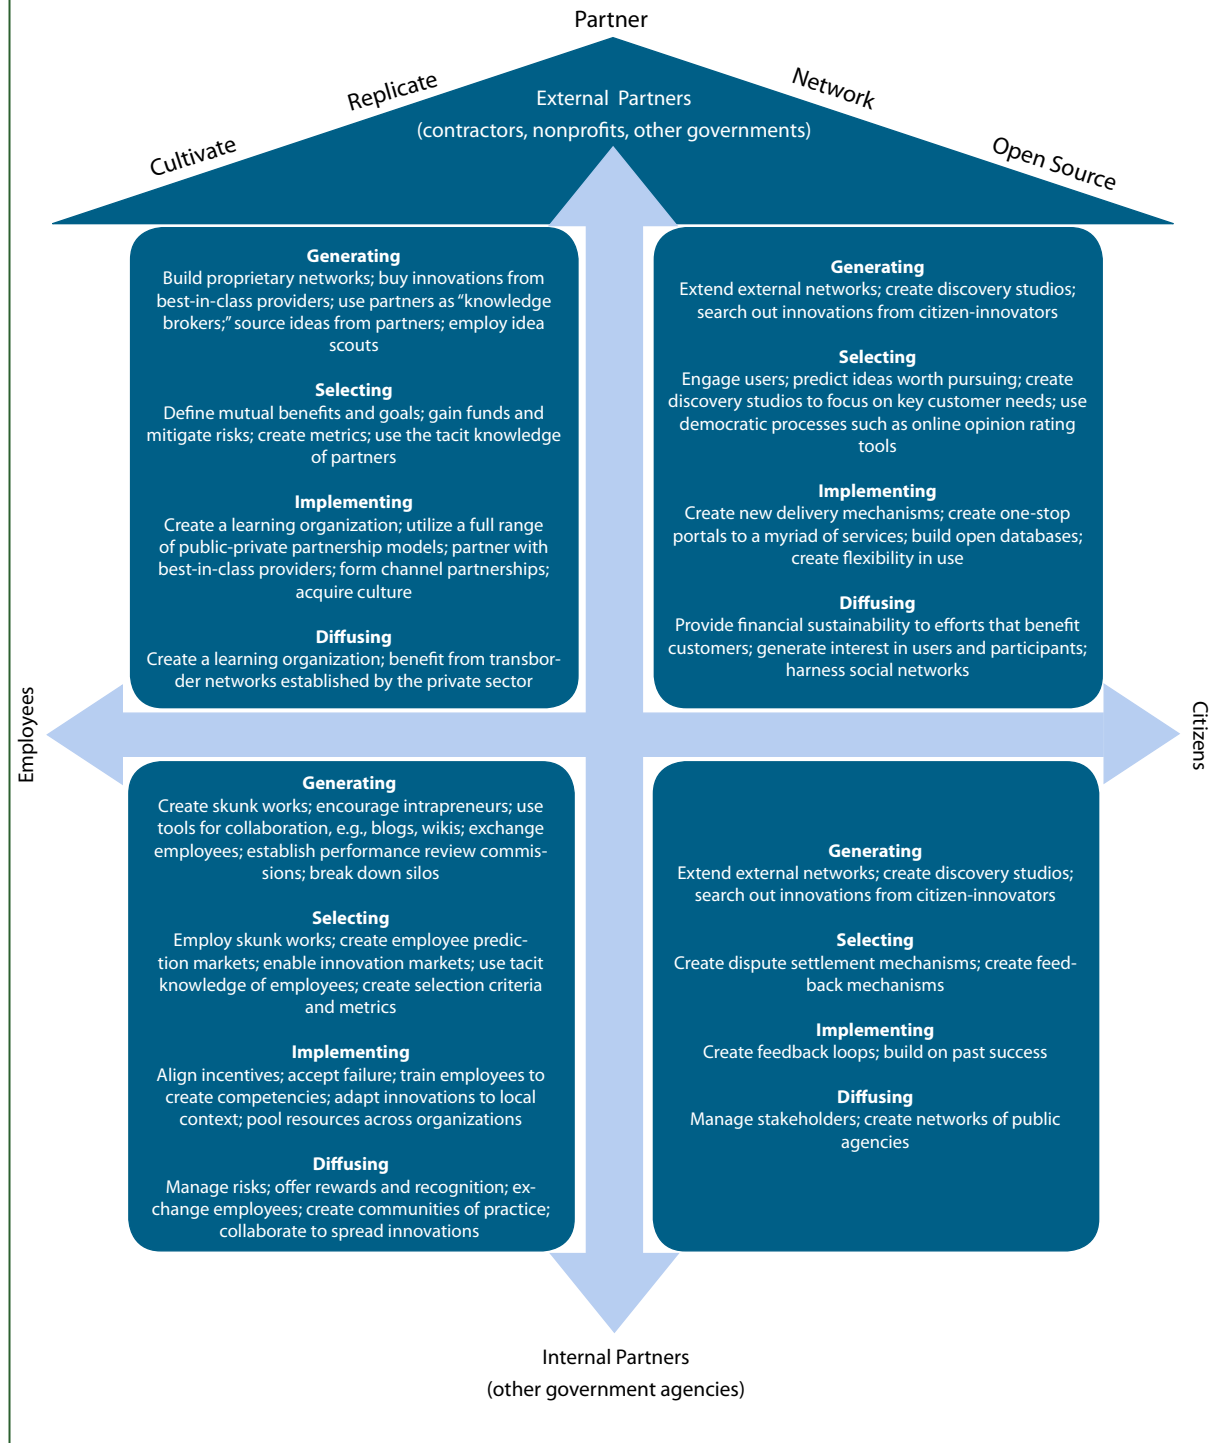 Partner
Replicate
Network
Cultivate
Open Source
External Partners
(contractors, nonprofits, other governments)
Generating
Build proprietary networks; buy innovations from
best-in-class providers; use partners as “knowledge
brokers;” source ideas from partners; employ idea
scouts
Selecting
Define mutual benefits and goals; gain funds and
mitigate risks; create metrics; use the tacit knowledge
of partners
Implementing
Create a learning organization; utilize a full range
of public-private partnership models; partner with
best-in-class providers; form channel partnerships;
acquire culture
Diffusing
Create a learning organization; benefit from transbor-
der networks established by the private sector
Generating
Extend external networks; create discovery studios;
search out innovations from citizen-innovators
Selecting
Engage users; predict ideas worth pursuing; create
discovery studios to focus on key customer needs; use
democratic processes such as online opinion rating
tools
Implementing
Create new delivery mechanisms; create one-stop
portals to a myriad of services; build open databases;
create flexibility in use
Diffusing
Provide financial sustainability to efforts that benefit
customers; generate interest in users and participants;
harness social networks
Employees
Citizens
Generating
Create skunk works; encourage intrapreneurs; use
tools for collaboration, e.g., blogs, wikis; exchange
employees; establish performance review commis-
sions; break down silos
Selecting
Employ skunk works; create employee predic-
tion markets; enable innovation markets; use tacit
knowledge of employees; create selection criteria
and metrics
Implementing
Align incentives; accept failure; train employees to
create competencies; adapt innovations to local
context; pool resources across organizations
Diffusing
Manage risks; offer rewards and recognition; ex-
change employees; create communities of practice;
collaborate to spread innovations
Generating
Extend external networks; create discovery studios;
search out innovations from citizen-innovators
Selecting
Create dispute settlement mechanisms; create feed-
back mechanisms
Implementing
Create feedback loops; build on past success
Diffusing
Manage stakeholders; create networks of public
agencies
Internal Partners
(other government agencies)